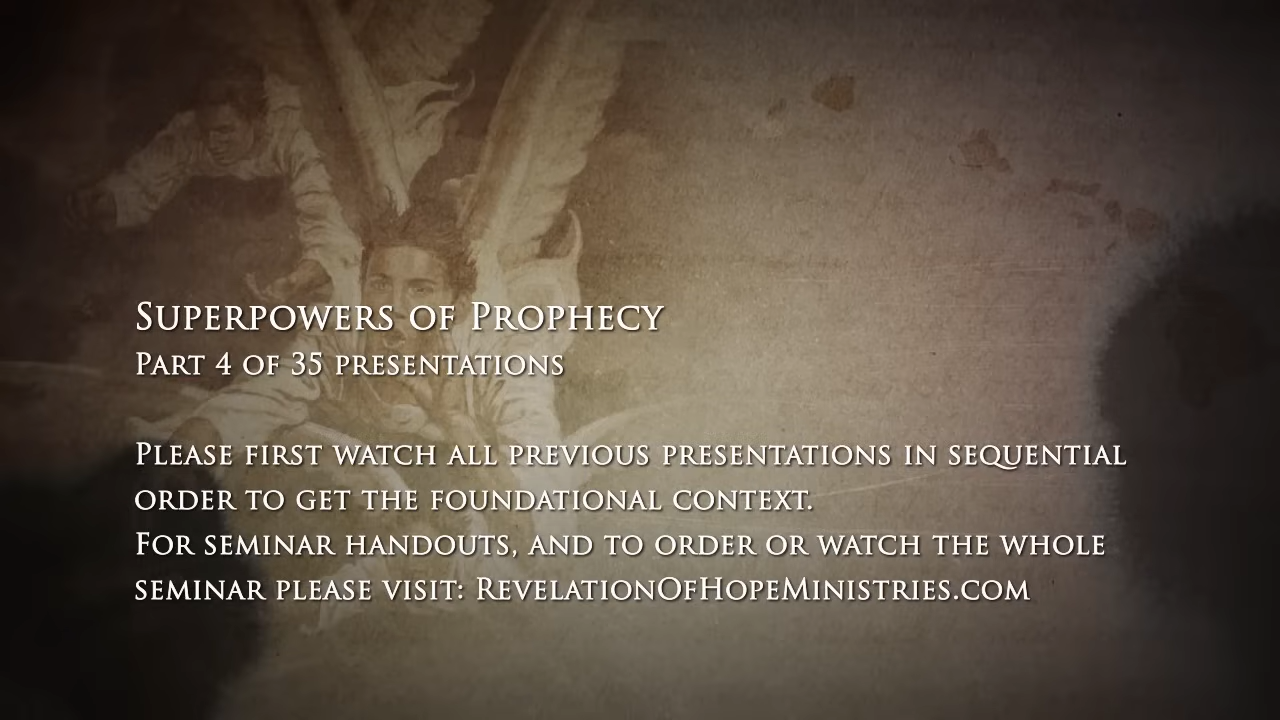 Superpowers of Prophecy
Part 4 of 35 presentations
Please first watch all previous presentations in sequential
order to get the foundational context.
For seminar handouts, and to order or watch the whole
seminar please visit: RevelationOfHopeMinistries.com